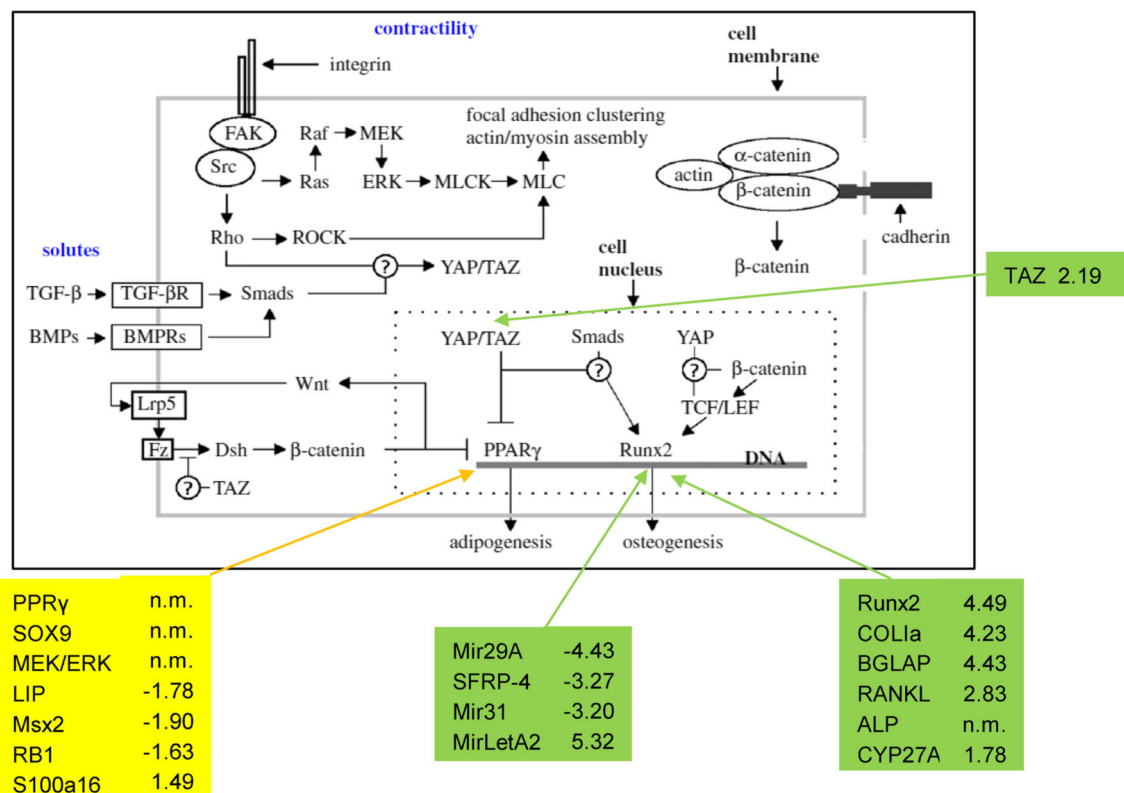 contractility
cell
membrane
integrin
focal adhesion clustering
actin/myosin assembly
FAK
Raf
MEK
Src
Ras
ERK
MLCK
MLC
α-catenin
actin
β-catenin
cadherin
β-catenin
Rho
ROCK
solutes
?
YAP/TAZ
cell
nucleus
TAZ 2.19
TGF-β
TGF-βR
Smads
BMPs
BMPRs
YAP/TAZ
Smads
YAP
?
?
β-catenin
Wnt
TCF/LEF
Lrp5
Fz
Dsh
β-catenin
PPARγ
Runx2
DNA
?
TAZ
adipogenesis
osteogenesis
PPRγ n.m.
SOX9 n.m.
MEK/ERK n.m.
LIP -1.78
Msx2 -1.90
RB1 -1.63
S100a16 1.49
Mir29A -4.43
SFRP-4 -3.27
Mir31 -3.20
MirLetA2 5.32
Runx2 4.49
COLIa 4.23
BGLAP 4.43
RANKL 2.83
ALP n.m.
CYP27A 1.78